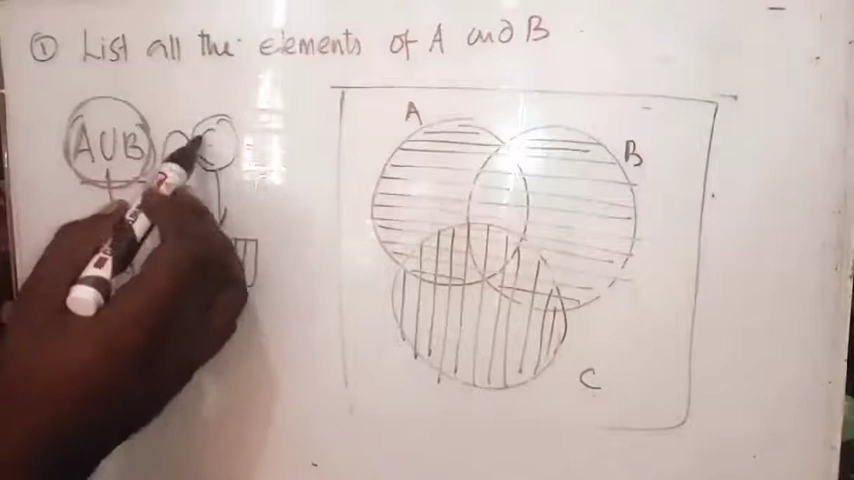 ① List all the elements of A and B
A∪B ∩ C
A
B
C